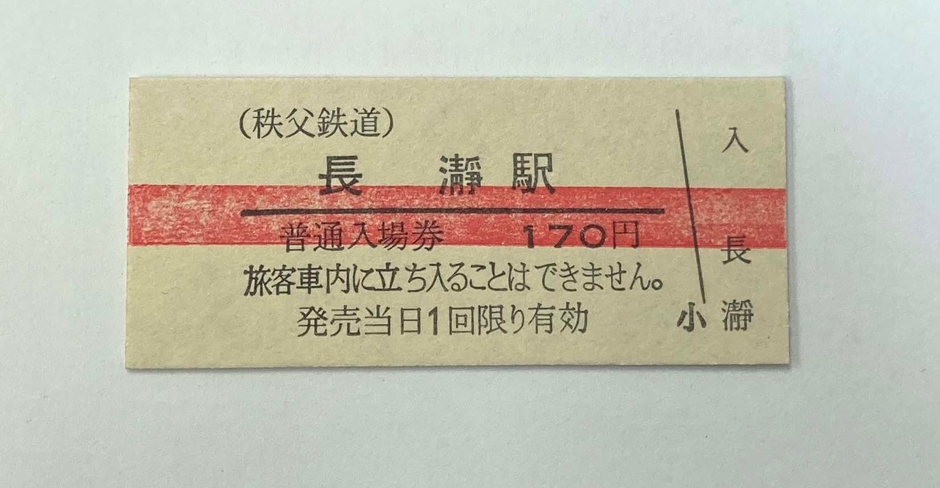 (秩父鉄道)
長瀞駅
普通入場券 170円
旅客車内に立ち入ることはできません。
発売当日1回限り有効
入
長
小 瀞